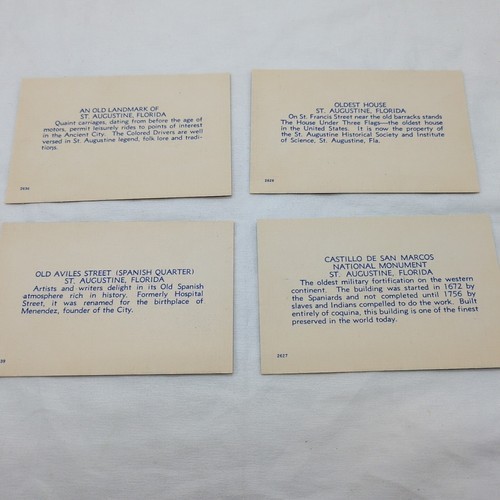 AN OLD LANDMARK OF
ST. AUGUSTINE, FLORIDA
Quaint carriages, dating from before the age of
motors, permit leisurely rides to points of interest
in the Ancient City. The Colored Drivers are well
versed in St. Augustine legend, folk lore and tradi-
tions.
OLDEST HOUSE
ST. AUGUSTINE, FLORIDA
On St. Francis Street near the old barracks stands
The House Under Three Flags—the oldest house
in the United States. It is now the property of
the St. Augustine Historical Society and Institute
of Science, St. Augustine, Fla.
OLD AVILES STREET (SPANISH QUARTER)
ST. AUGUSTINE, FLORIDA
Artists and writers delight in its Old Spanish
atmosphere rich in history. Formerly Hospital
Street, it was renamed for the birthplace of
Menendez, founder of the City.
CASTILLO DE SAN MARCOS
NATIONAL MONUMENT
ST. AUGUSTINE, FLORIDA
The oldest military fortification on the western
continent. The building was started in 1672 by
the Spaniards and not completed until 1756 by
slaves and Indians compelled to do the work. Built
entirely of coquina, this building is one of the finest
preserved in the world today.
2827